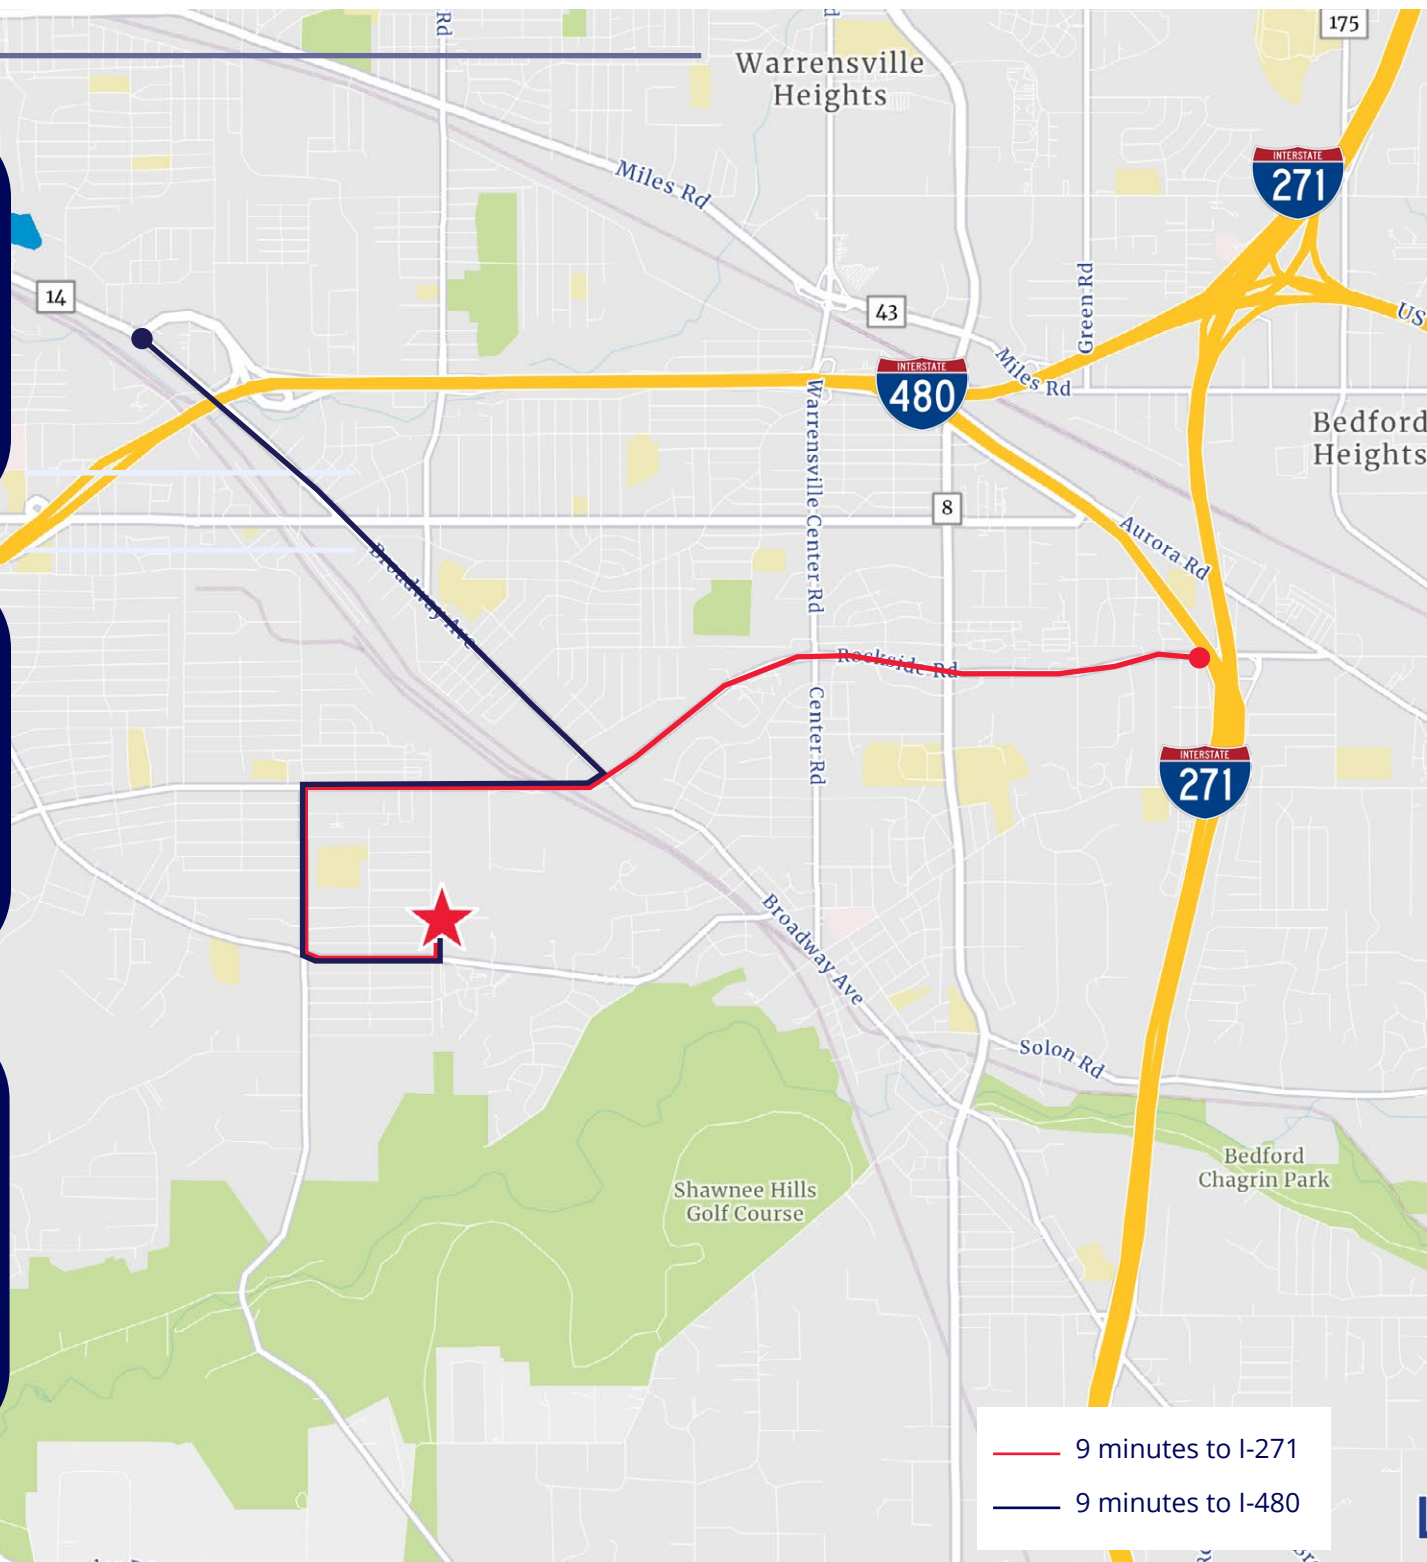 Rd
175
Warrensville
Heights
Miles Rd
INTERSTATE
271
14
43
Green Rd
US
Miles Rd
INTERSTATE
480
Warrensville Center Rd
Bedford
Heights
8
Aurora Rd
Broadway Ave
Rockside Rd
Center Rd
INTERSTATE
271
Broadway Ave
Solon Rd
Bedford
Chagrin Park
Shawnee Hills
Golf Course
9 minutes to I-271
9 minutes to I-480